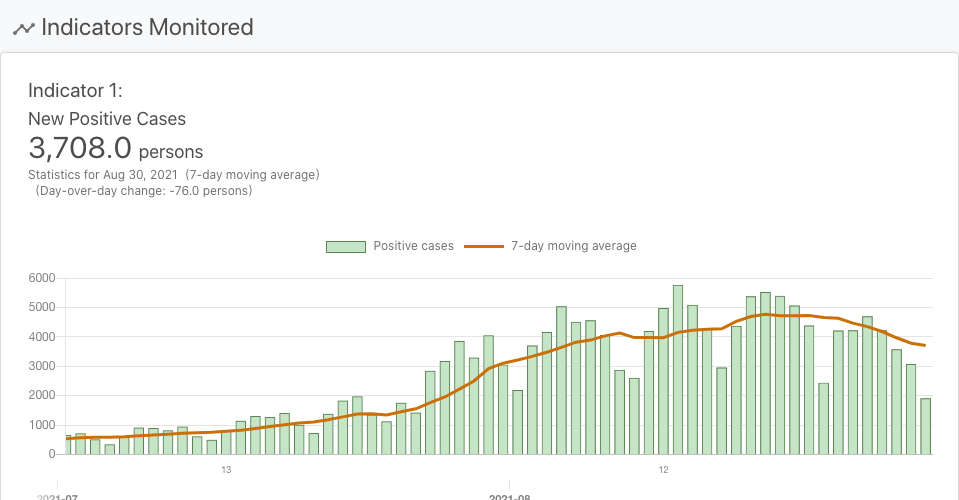 Indicators Monitored
Indicator 1:
New Positive Cases
3,708.0 persons
Statistics for Aug 30, 2021 (7-day moving average)
(Day-over-day change: -76.0 persons)
Positive cases 7-day moving average
6000
5000
4000
3000
2000
1000
0
13 12
2021-07 2021-08